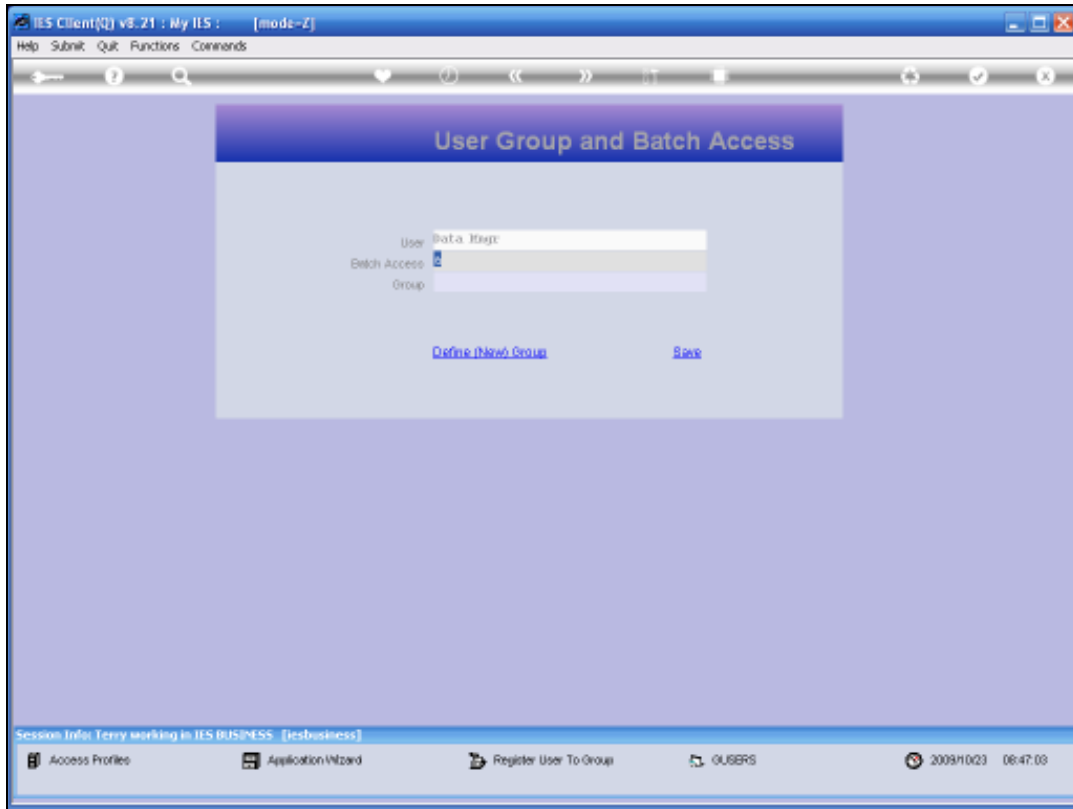 IES Client(Q) v8.21 : My IES : [mode-Z]
Help Submit Quit Functions Commands
User Group and Batch Access
User Data Mngr
Batch Access
Group
Define (New) Group Save
Session Info: Terry working in IES BUSINESS [iesbusiness]
Access Profiles Application Wizard Register User To Group GUSERS 2009/10/23 08:47:03